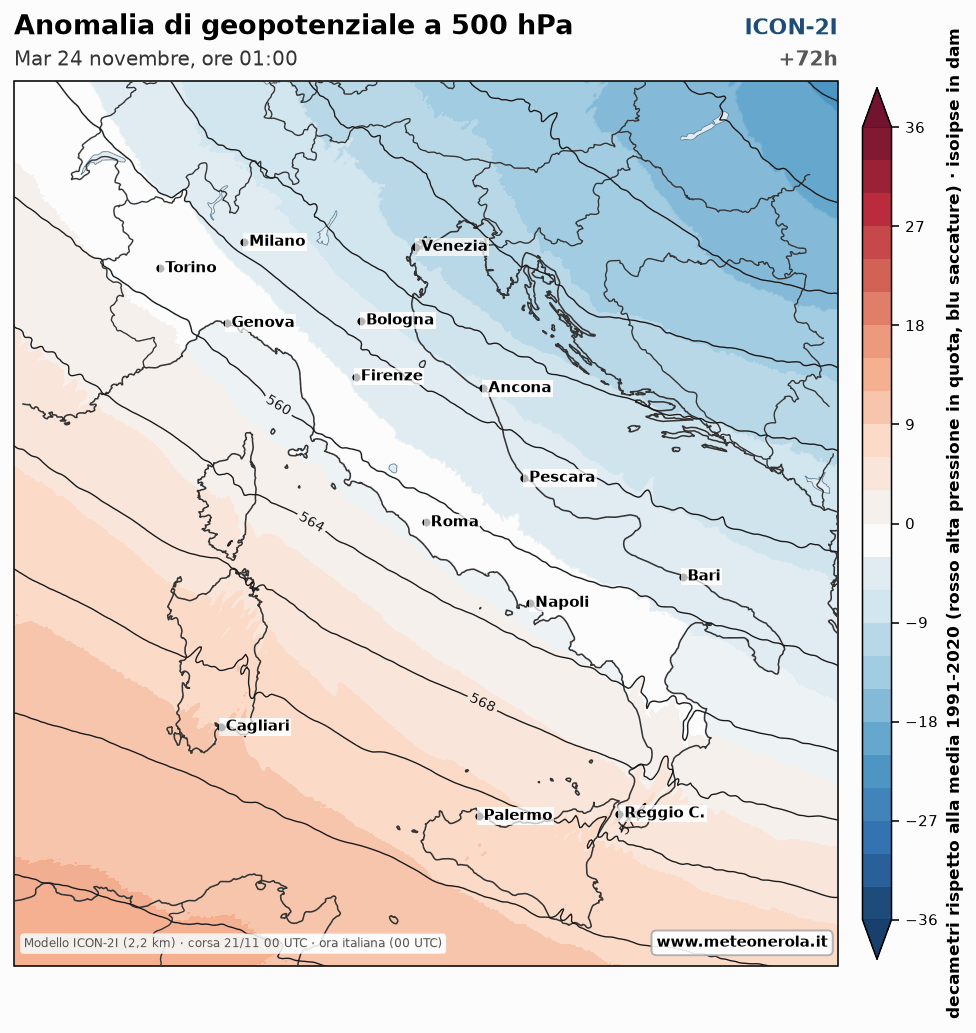 Anomalia di geopotenziale a 500 hPa
ICON-2I
Mar 24 novembre, ore 01:00
+72h
Milano
Venezia
Torino
Genova
Bologna
Firenze
Ancona
560
Pescara
564
Roma
Bari
Napoli
568
Cagliari
Palermo
Reggio C.
Modello ICON-2I (2,2 km) · corsa 21/11 00 UTC · ora italiana (00 UTC)
www.meteonerola.it
36
27
18
9
0
−9
−18
−27
−36
decametri rispetto alla media 1991-2020 (rosso alta pressione in quota, blu saccature) · isoipse in dam